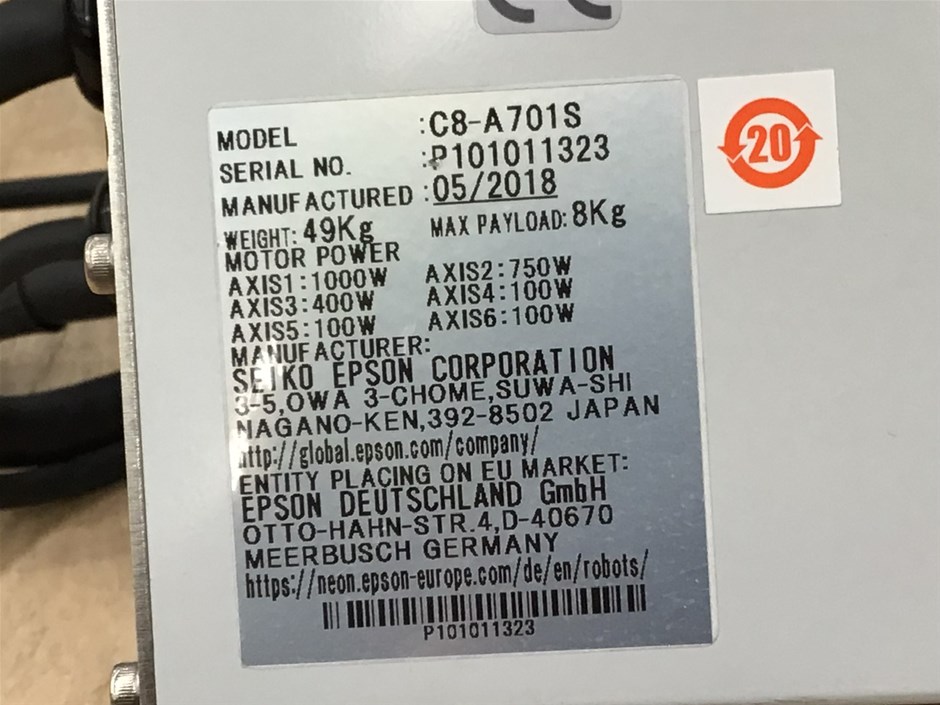 MODEL :C8-A701S
SERIAL NO. :P101011323
MANUFACTURED :05/2018
WEIGHT: 49Kg MAX PAYLOAD: 8Kg
MOTOR POWER
AXIS1:1000W AXIS2:750W
AXIS3:400W AXIS4:100W
AXIS5:100W AXIS6:100W
MANUFACTURER:
SEIKO EPSON CORPORATION
3-5,OWA 3-CHOME,SUWA-SHI
NAGANO-KEN,392-8502 JAPAN
http://global.epson.com/company/
ENTITY PLACING ON EU MARKET:
EPSON DEUTSCHLAND GmbH
OTTO-HAHN-STR.4,D-40670
MEERBUSCH GERMANY
https://neon.epson-europe.com/de/en/robots/
P101011323
20